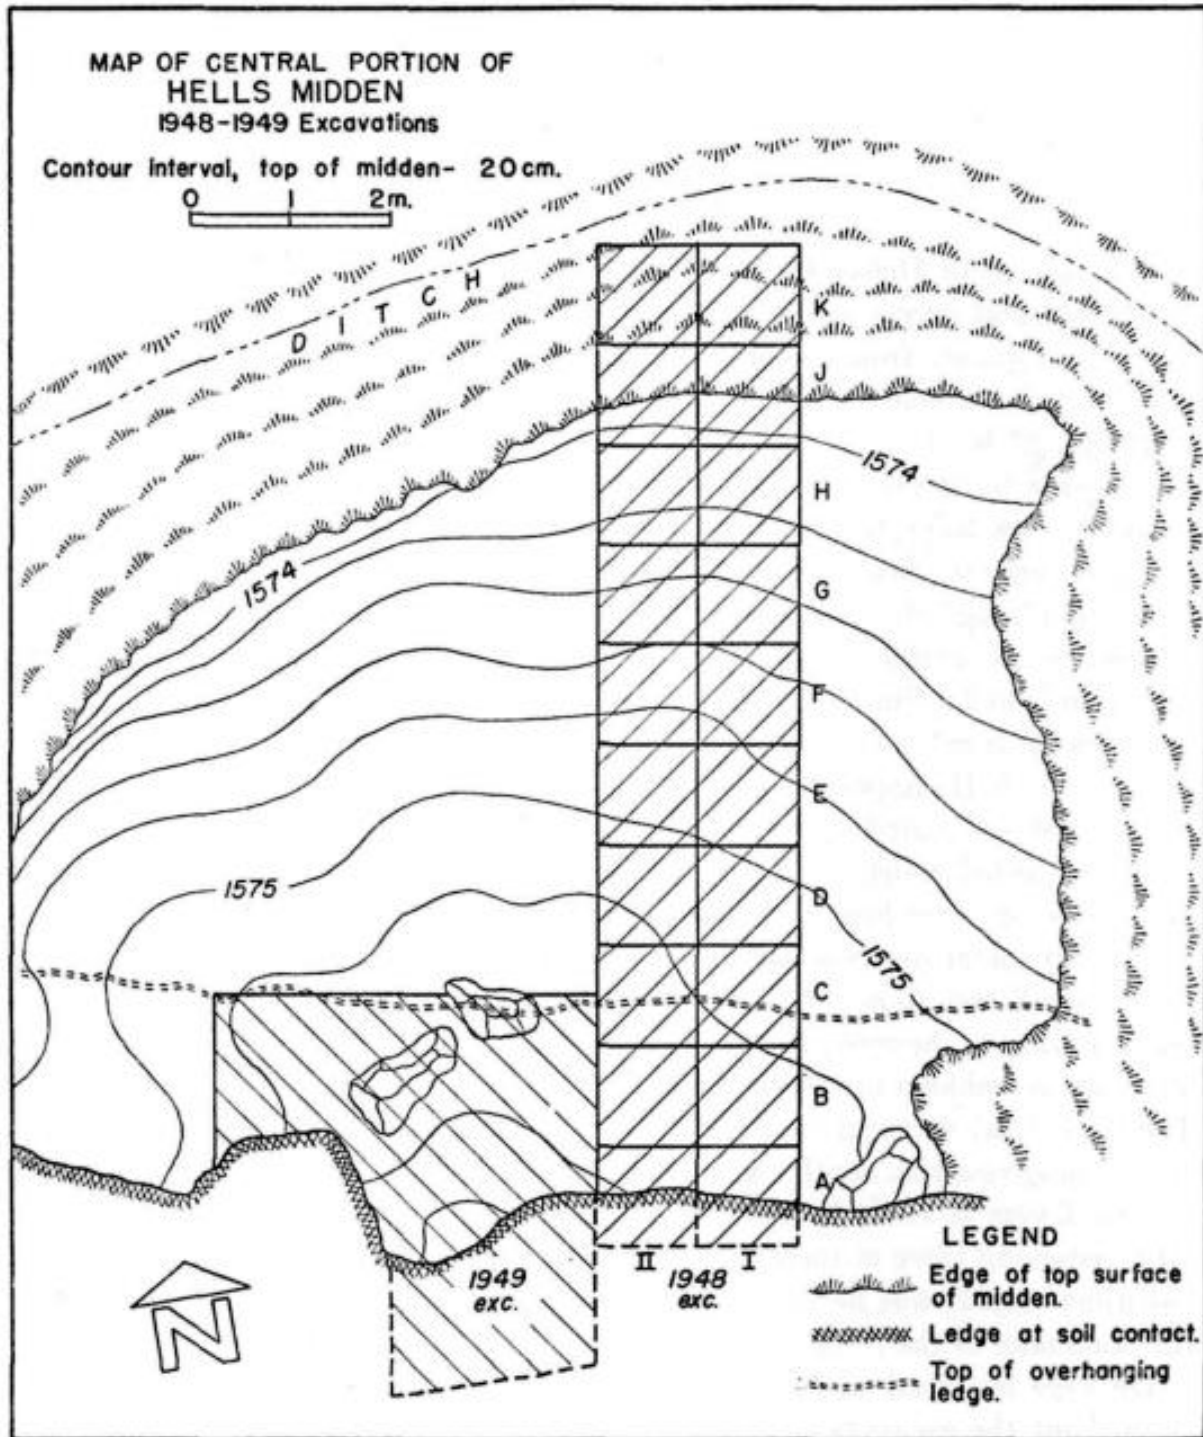 MAP OF CENTRAL PORTION OF
HELLS MIDDEN
1948-1949 Excavations
Contour interval, top of midden- 20cm.
0 1 2m.
DITCH
K
J
1574
H
1574
G
F
E
D
1575
1575
C
B
A
II I
1949
exc.
1948
exc.
N
LEGEND
Edge of top surface
of midden.
Ledge at soil contact.
Top of overhanging
ledge.